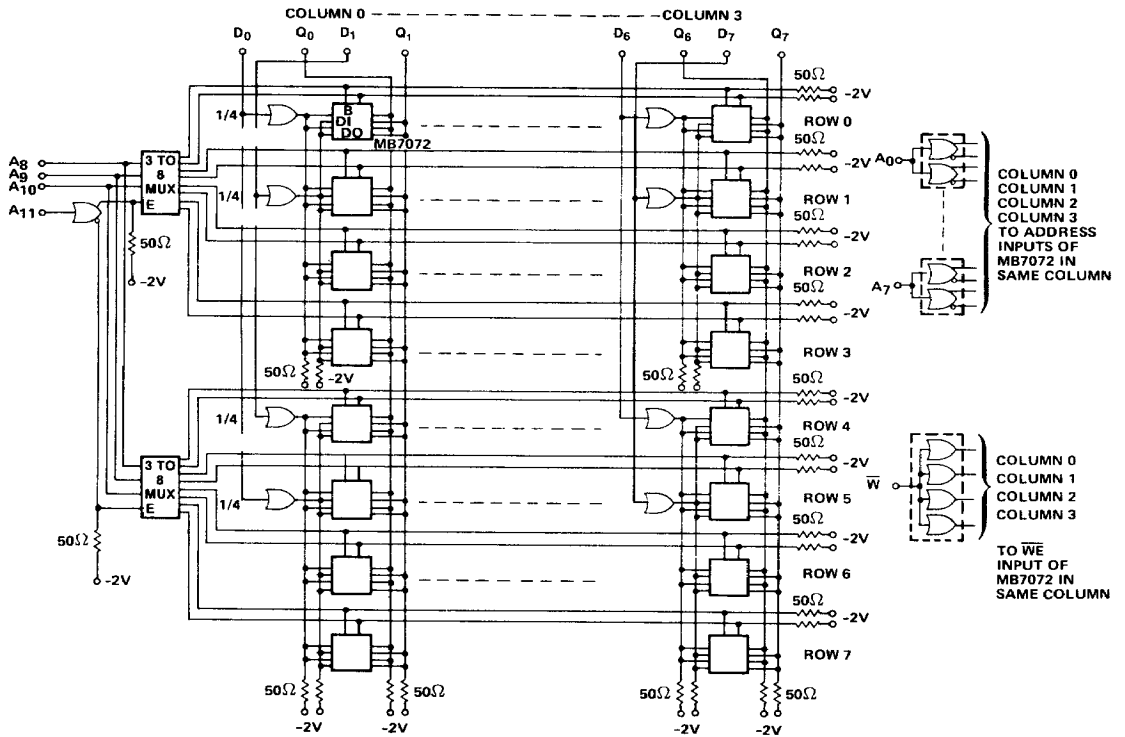 COLUMN 0 — — — — — — — — — — — — — — COLUMN 3
D0 Q0 D1 Q1 D6 Q6 D7 Q7
50Ω
-2V
1/4
B
DI
DO
MB7072
ROW 0
50Ω
-2V
A8
A9
A10
A11
3 TO
8
MUX
E
50Ω
-2V
1/4
ROW 1
50Ω
-2V
ROW 2
50Ω
-2V
ROW 3
50Ω
-2V
50Ω
50Ω
-2V
1/4
ROW 4
50Ω
-2V
3 TO
8
MUX
E
50Ω
-2V
1/4
ROW 5
50Ω
-2V
ROW 6
50Ω
-2V
ROW 7
50Ω
50Ω
50Ω
50Ω
-2V
-2V
-2V
-2V
A0
A7
COLUMN 0
COLUMN 1
COLUMN 2
COLUMN 3
TO ADDRESS
INPUTS OF
MB7072 IN
SAME COLUMN
W̅
COLUMN 0
COLUMN 1
COLUMN 2
COLUMN 3
TO W̅E̅
INPUT OF
MB7072 IN
SAME COLUMN